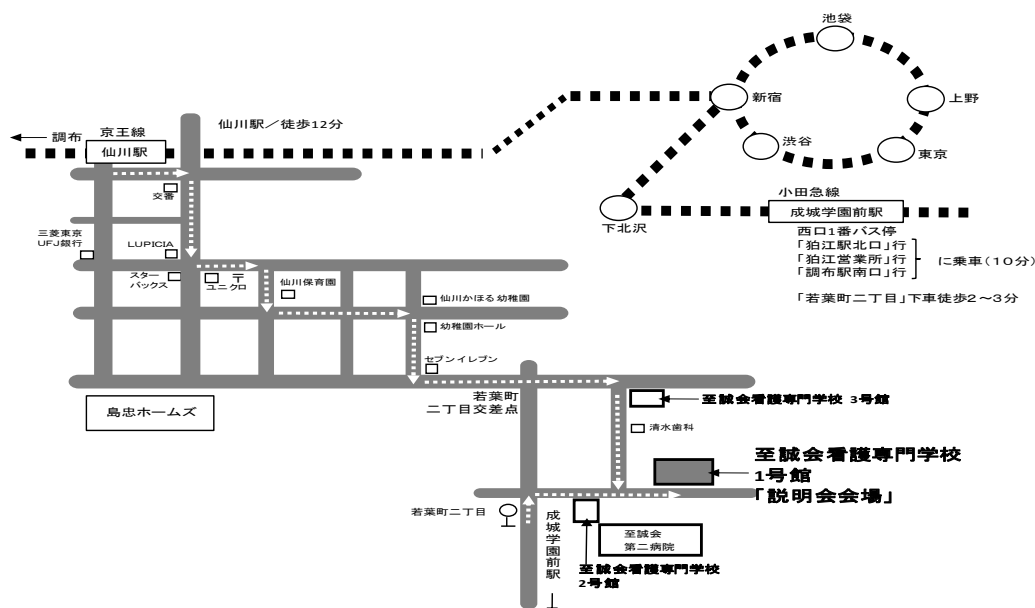 池袋
新宿
上野
渋谷
東京
仙川駅／徒歩12分
調布
京王線
仙川駅
交番
下北沢
小田急線
成城学園前駅
西口1番バス停
「狛江駅北口」行
「狛江営業所」行
「調布駅南口」行
に乗車（10分）
「若葉町二丁目」下車徒歩2～3分
三菱東京
UFJ銀行
LUPICIA
スター
バックス
ユニクロ
〒
仙川保育園
仙川かほる幼稚園
幼稚園ホール
セブンイレブン
島忠ホームズ
若葉町
二丁目交差点
至誠会看護専門学校 3号館
清水歯科
至誠会看護専門学校
1号館
「説明会会場」
若葉町二丁目
成城学園前駅
至誠会
第二病院
至誠会看護専門学校
2号館